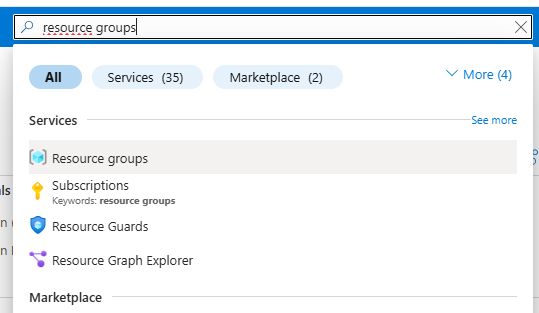 resource groups
All
Services (35)
Marketplace (2)
More (4)
Services
See more
Resource groups
Subscriptions
Keywords: resource groups
Resource Guards
Resource Graph Explorer
Marketplace